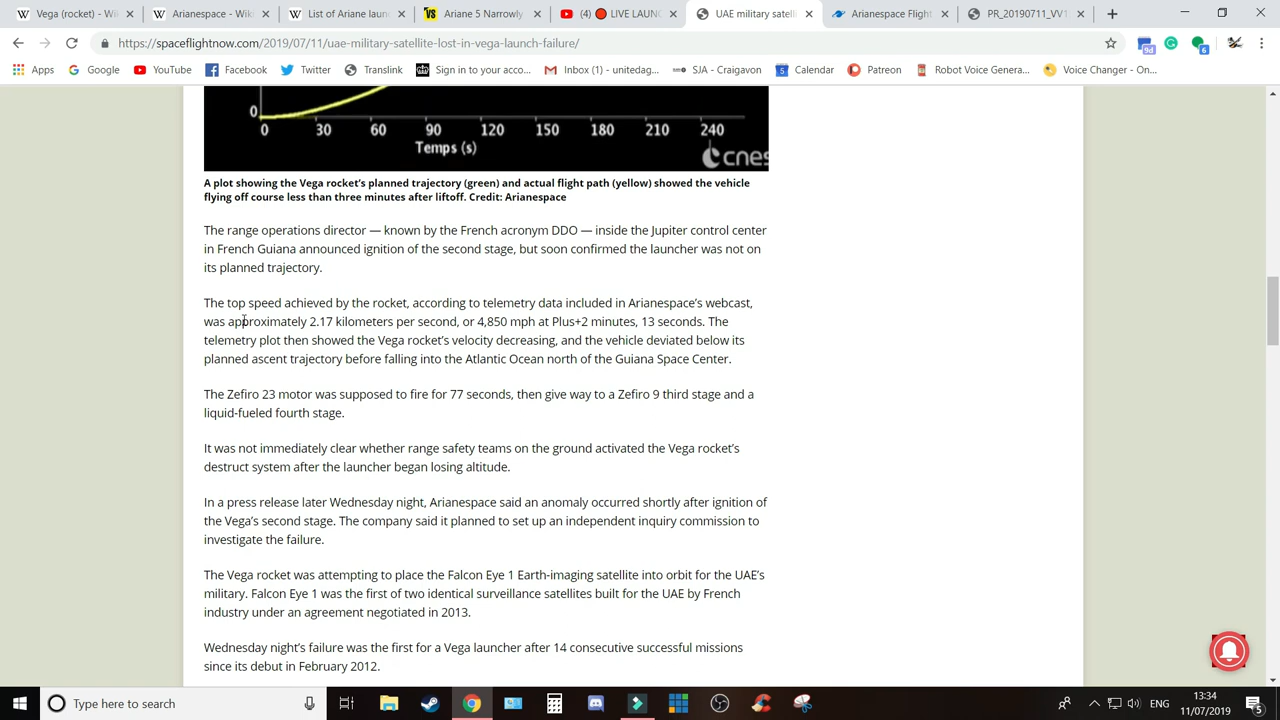 Vega (rocket) - Wiki
Arianespace - Wiki
List of Ariane laun
Ariane 5 Narrowly
(4) 🔴 LIVE LAUNC
UAE military satelli
Arianespace Flight
PR_20190711_VV1
https://spaceflightnow.com/2019/07/11/uae-military-satellite-lost-in-vega-launch-failure/
9d
6
Apps
Google
YouTube
Facebook
Twitter
Translink
Sign in to your acco...
Inbox (1) - unitedag...
SJA - Craigavon
Calendar
Patreon
Robot Voice Genera...
Voice Changer - On...
0
0 30 60 90 120 150 180 210 240
Temps (s)
cnes
A plot showing the Vega rocket's planned trajectory (green) and actual flight path (yellow) showed the vehicle
flying off course less than three minutes after liftoff. Credit: Arianespace
The range operations director — known by the French acronym DDO — inside the Jupiter control center
in French Guiana announced ignition of the second stage, but soon confirmed the launcher was not on
its planned trajectory.
The top speed achieved by the rocket, according to telemetry data included in Arianespace's webcast,
was approximately 2.17 kilometers per second, or 4,850 mph at Plus+2 minutes, 13 seconds. The
telemetry plot then showed the Vega rocket's velocity decreasing, and the vehicle deviated below its
planned ascent trajectory before falling into the Atlantic Ocean north of the Guiana Space Center.
The Zefiro 23 motor was supposed to fire for 77 seconds, then give way to a Zefiro 9 third stage and a
liquid-fueled fourth stage.
It was not immediately clear whether range safety teams on the ground activated the Vega rocket's
destruct system after the launcher began losing altitude.
In a press release later Wednesday night, Arianespace said an anomaly occurred shortly after ignition of
the Vega's second stage. The company said it planned to set up an independent inquiry commission to
investigate the failure.
The Vega rocket was attempting to place the Falcon Eye 1 Earth-imaging satellite into orbit for the UAE's
military. Falcon Eye 1 was the first of two identical surveillance satellites built for the UAE by French
industry under an agreement negotiated in 2013.
Wednesday night's failure was the first for a Vega launcher after 14 consecutive successful missions
since its debut in February 2012.
Type here to search
ENG
13:34
11/07/2019
5